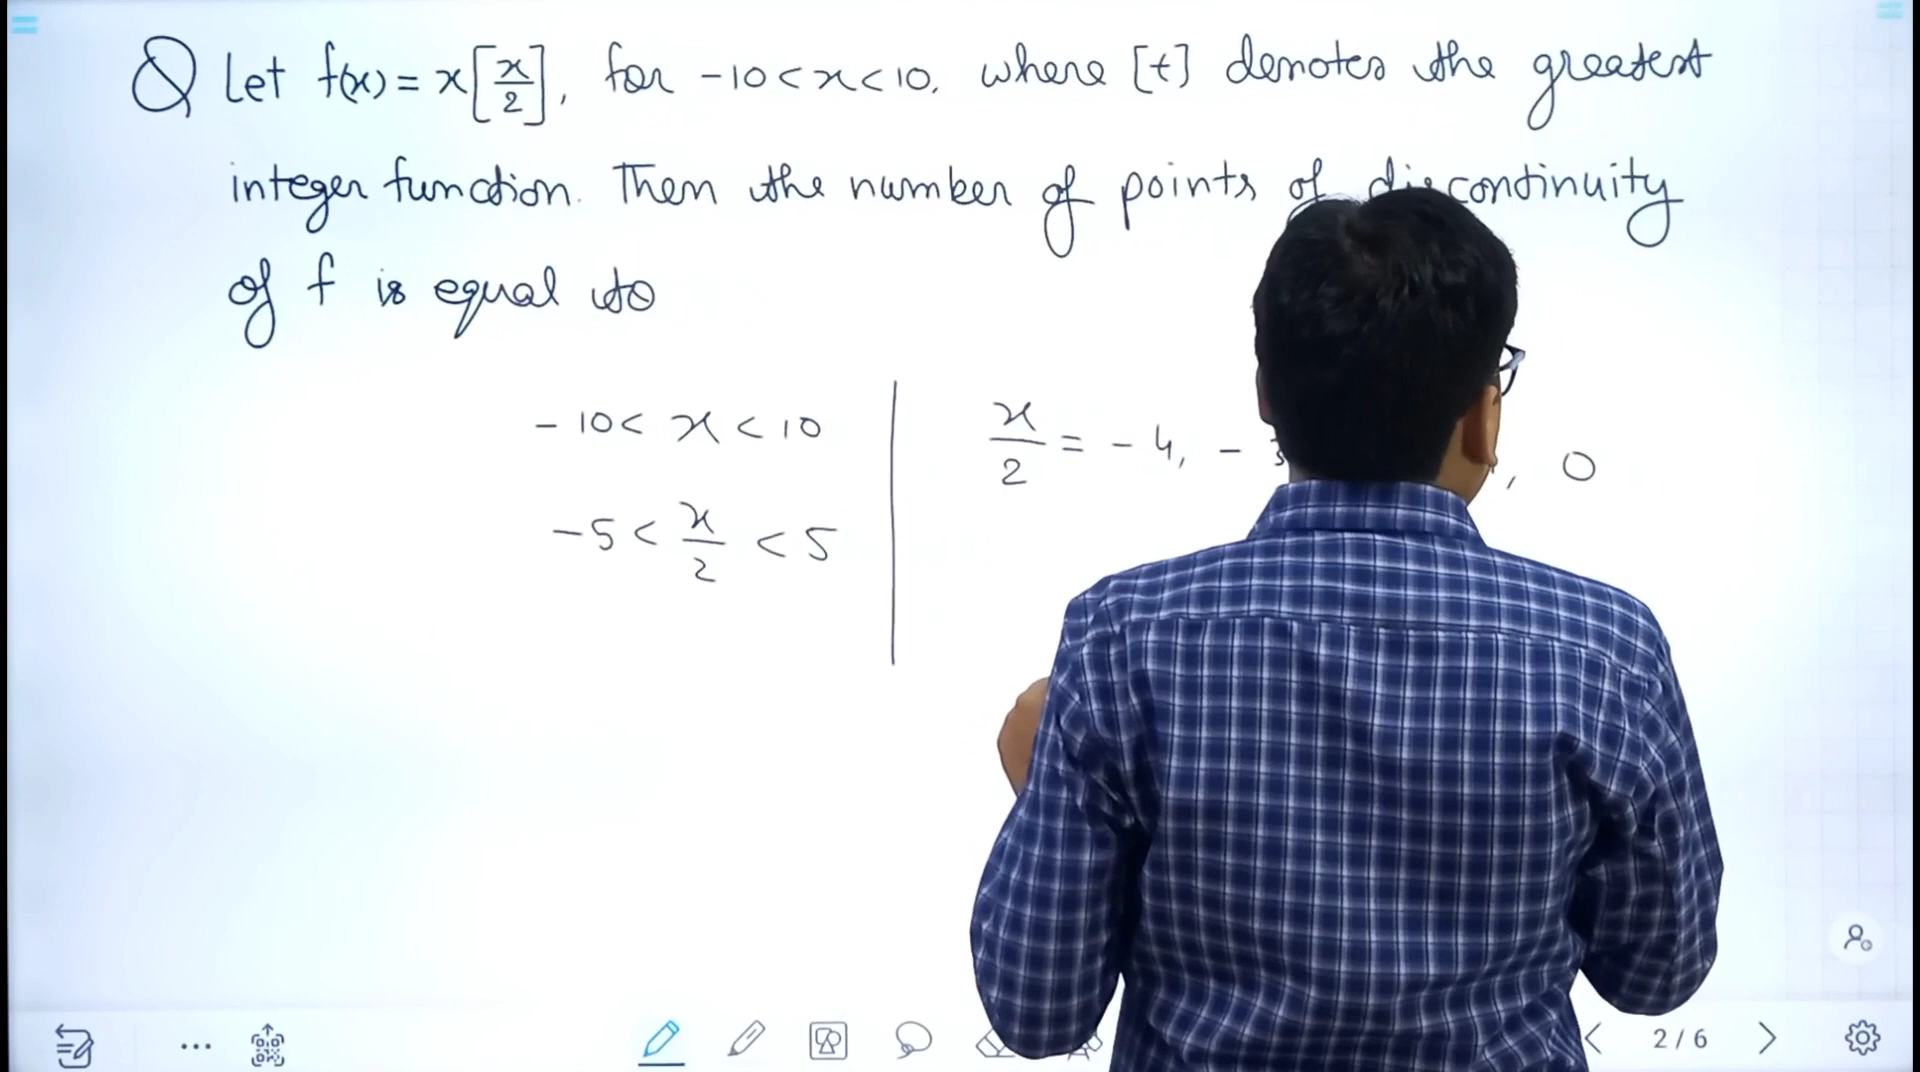 Q Let f(x) = x[x/2], for -10<x<10, where [t] denotes the greatest
integer function. Then the number of points of discontinuity
of f is equal to
- 10 < x < 10
- 5 < x/2 < 5
x/2 = - 4, - 3 , 0
2/6